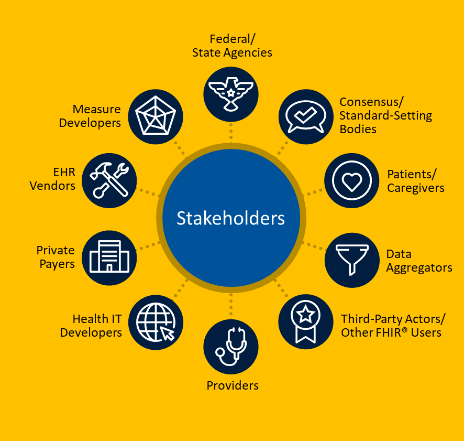 Federal/
State Agencies
Consensus/
Standard-Setting
Bodies
Patients/
Caregivers
Data
Aggregators
Third-Party Actors/
Other FHIR® Users
Providers
Health IT
Developers
Private
Payers
EHR
Vendors
Measure
Developers
Stakeholders